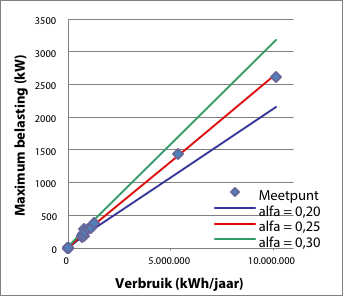 3500
3000
2500
2000
1500
1000
500
0
Maximum belasting (kW)
0 5.000.000 10.000.000
Verbruik (kWh/jaar)
Meetpunt
alfa = 0,20
alfa = 0,25
alfa = 0,30